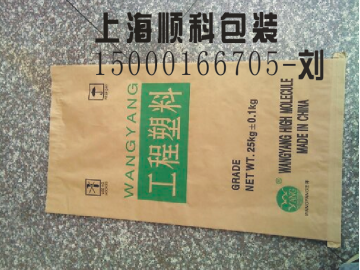 上海顺科包装
15000166705-刘
WANGYANG
工程塑料
GRADE
NET WT. 25kg±0.1kg
WANGYANG HIGH MOLECULE
MADE IN CHINA